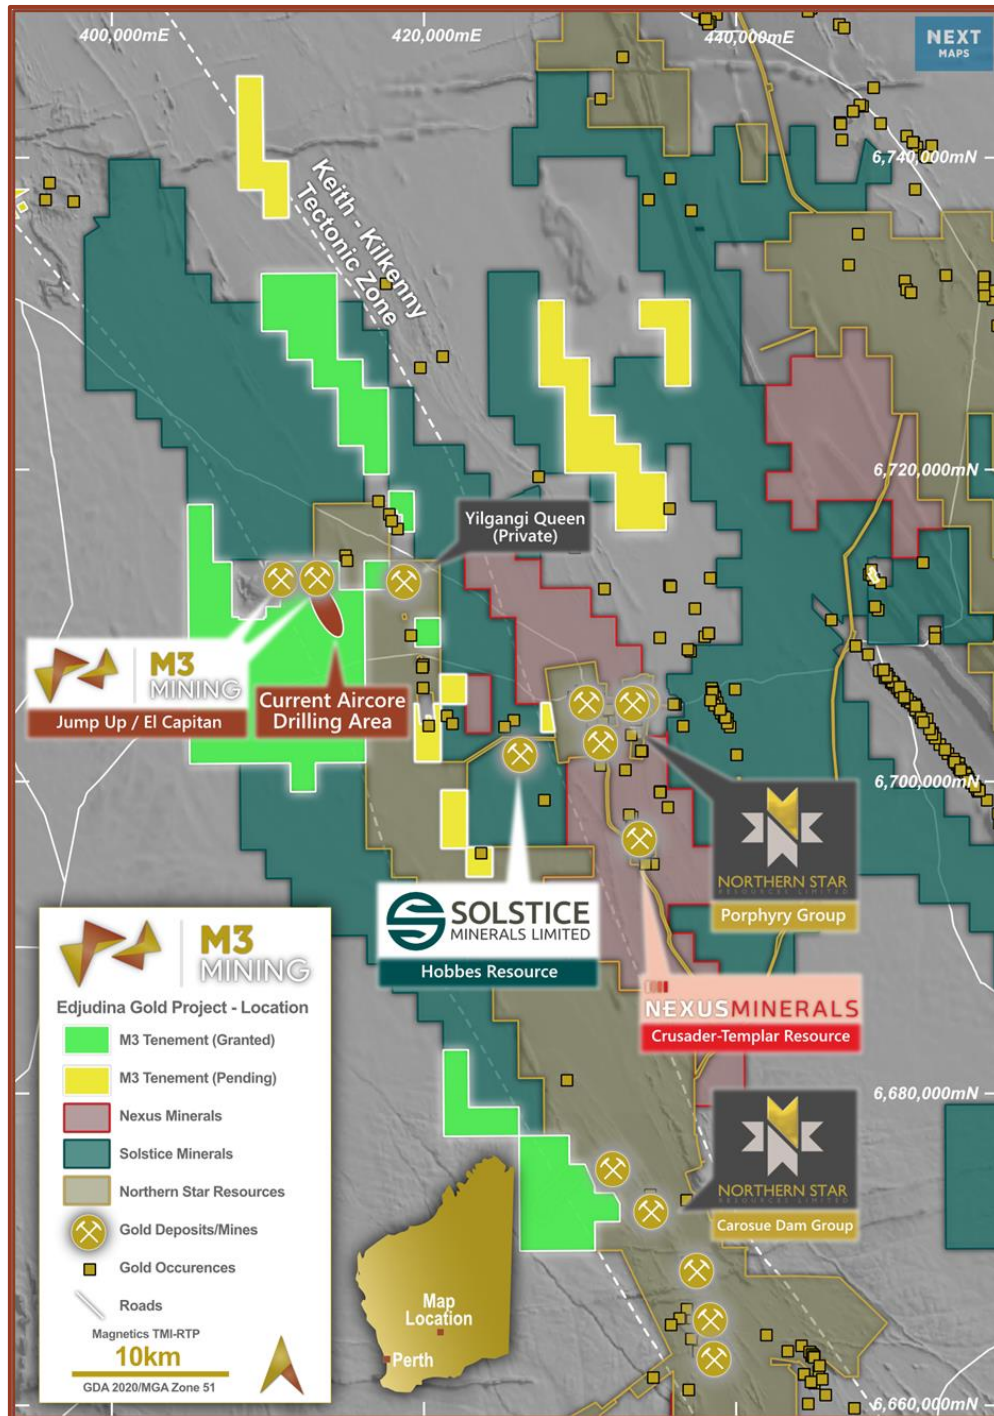 400,000mE
420,000mE
440,000mE
NEXT
MAPS
6,740,000mN
Keith - Kilkenny
Tectonic Zone
6,720,000mN
Yilgangi Queen
(Private)
M3
MINING
Jump Up / El Capitan
Current Aircore
Drilling Area
6,700,000mN
NORTHERN STAR
RESOURCES LIMITED
Porphyry Group
SOLSTICE
MINERALS LIMITED
Hobbes Resource
NEXUSMINERALS
Crusader-Templar Resource
6,680,000mN
NORTHERN STAR
RESOURCES LIMITED
Carosue Dam Group
M3
MINING
Edjudina Gold Project - Location
M3 Tenement (Granted)
M3 Tenement (Pending)
Nexus Minerals
Solstice Minerals
Northern Star Resources
Gold Deposits/Mines
Gold Occurences
Roads
Magnetics TMI-RTP
10km
GDA 2020/MGA Zone 51
Map
Location
Perth
6,660,000mN